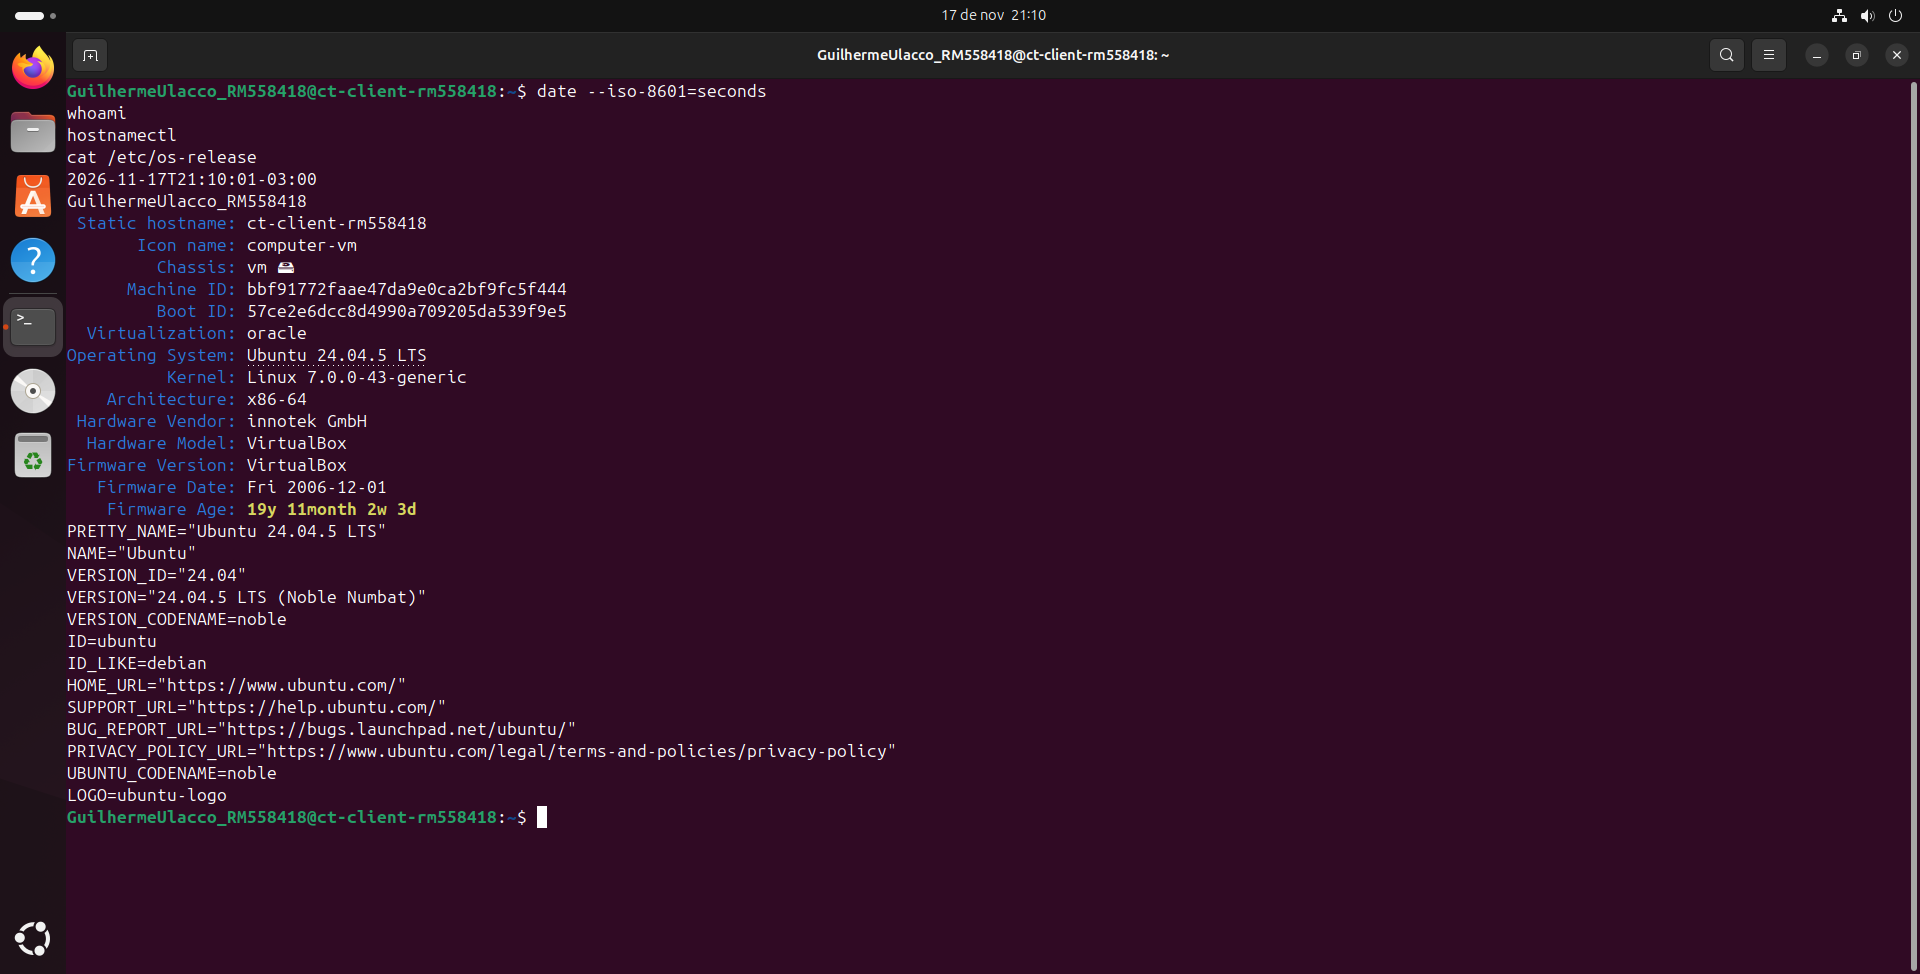 17 de nov 21:10
GuilhermeUlacco_RM558418@ct-client-rm558418: ~
GuilhermeUlacco_RM558418@ct-client-rm558418:~$ date --iso-8601=seconds
whoami
hostnamectl
cat /etc/os-release
2026-11-17T21:10:01-03:00
GuilhermeUlacco_RM558418
Static hostname: ct-client-rm558418
Icon name: computer-vm
Chassis: vm 🖴
Machine ID: bbf91772faae47da9e0ca2bf9fc5f444
Boot ID: 57ce2e6dcc8d4990a709205da539f9e5
Virtualization: oracle
Operating System: Ubuntu 24.04.5 LTS
Kernel: Linux 7.0.0-43-generic
Architecture: x86-64
Hardware Vendor: innotek GmbH
Hardware Model: VirtualBox
Firmware Version: VirtualBox
Firmware Date: Fri 2006-12-01
Firmware Age: 19y 11month 2w 3d
PRETTY_NAME="Ubuntu 24.04.5 LTS"
NAME="Ubuntu"
VERSION_ID="24.04"
VERSION="24.04.5 LTS (Noble Numbat)"
VERSION_CODENAME=noble
ID=ubuntu
ID_LIKE=debian
HOME_URL="https://www.ubuntu.com/"
SUPPORT_URL="https://help.ubuntu.com/"
BUG_REPORT_URL="https://bugs.launchpad.net/ubuntu/"
PRIVACY_POLICY_URL="https://www.ubuntu.com/legal/terms-and-policies/privacy-policy"
UBUNTU_CODENAME=noble
LOGO=ubuntu-logo
GuilhermeUlacco_RM558418@ct-client-rm558418:~$